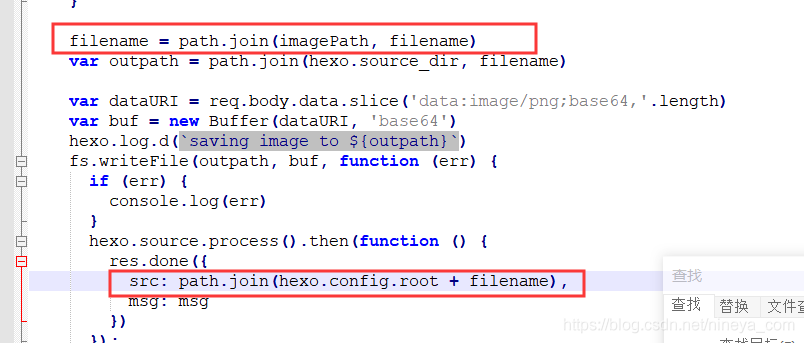 }
filename = path.join(imagePath, filename)
var outpath = path.join(hexo.source_dir, filename)
var dataURI = req.body.data.slice('data:image/png;base64,'.length)
var buf = new Buffer(dataURI, 'base64')
hexo.log.d(`saving image to ${outpath}`)
fs.writeFile(outpath, buf, function (err) {
if (err) {
console.log(err)
}
hexo.source.process().then(function () {
res.done({
src: path.join(hexo.config.root + filename),
msg: msg
})
});
查找
查找 替换 文件查
https://blog.csdn.net/nineya_com